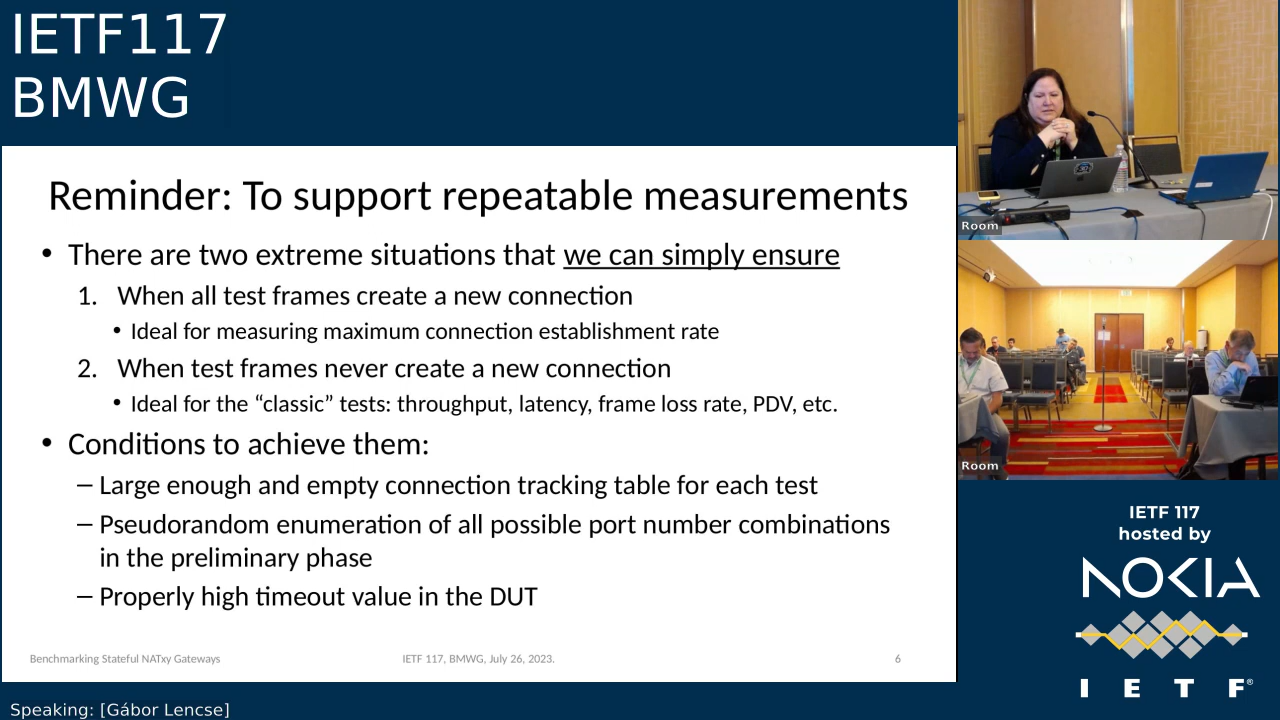 IETF117
BMWG
Reminder: To support repeatable measurements
• There are two extreme situations that we can simply ensure
1. When all test frames create a new connection
• Ideal for measuring maximum connection establishment rate
2. When test frames never create a new connection
• Ideal for the “classic” tests: throughput, latency, frame loss rate, PDV, etc.
• Conditions to achieve them:
– Large enough and empty connection tracking table for each test
– Pseudorandom enumeration of all possible port number combinations
in the preliminary phase
– Properly high timeout value in the DUT
Benchmarking Stateful NATxy Gateways
IETF 117, BMWG, July 26, 2023.
6
Speaking: [Gábor Lencse]
Room
Room
IETF 117
hosted by
NOKIA
I E T F®